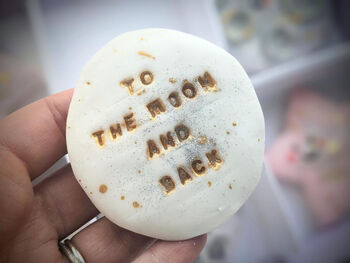 TO
THE MOON
AND
BACK